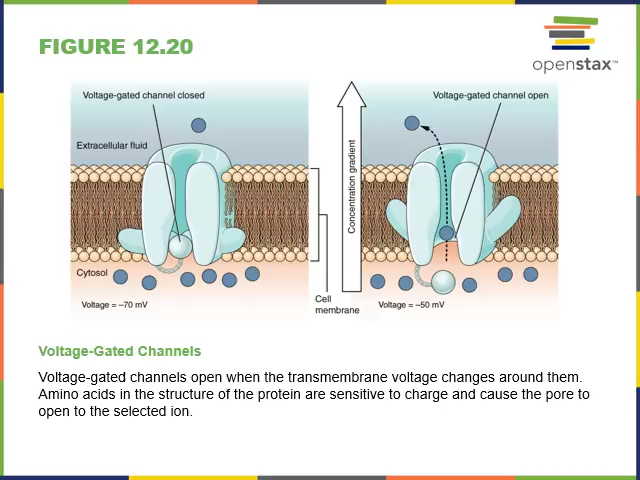 FIGURE 12.20
openstax™
Voltage-gated channel closed
Voltage-gated channel open
Extracellular fluid
Concentration gradient
Cytosol
Voltage = –70 mV
Cell
membrane
Voltage = –50 mV
Voltage-Gated Channels
Voltage-gated channels open when the transmembrane voltage changes around them.
Amino acids in the structure of the protein are sensitive to charge and cause the pore to
open to the selected ion.